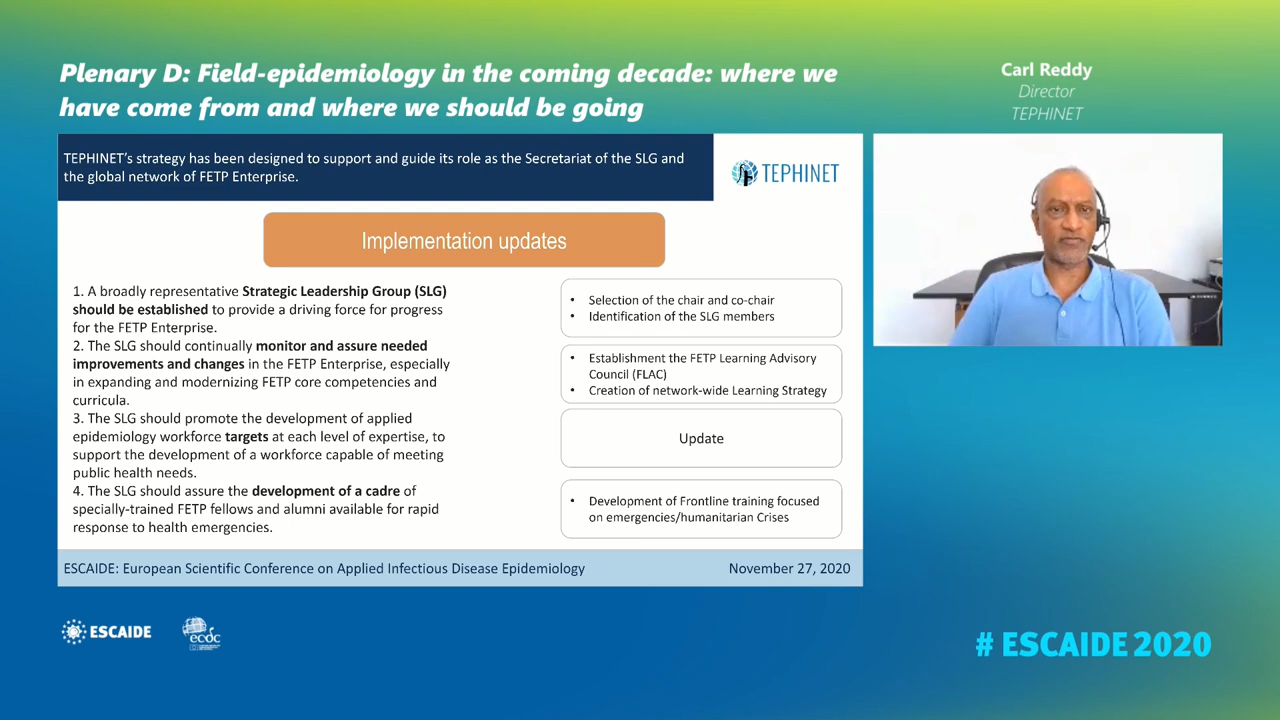 Plenary D: Field-epidemiology in the coming decade: where we
have come from and where we should be going
Carl Reddy
Director
TEPHINET
TEPHINET's strategy has been designed to support and guide its role as the Secretariat of the SLG and
the global network of FETP Enterprise.
TEPHINET
Implementation updates
1. A broadly representative Strategic Leadership Group (SLG)
should be established to provide a driving force for progress
for the FETP Enterprise.
2. The SLG should continually monitor and assure needed
improvements and changes in the FETP Enterprise, especially
in expanding and modernizing FETP core competencies and
curricula.
3. The SLG should promote the development of applied
epidemiology workforce targets at each level of expertise, to
support the development of a workforce capable of meeting
public health needs.
4. The SLG should assure the development of a cadre of
specially-trained FETP fellows and alumni available for rapid
response to health emergencies.
• Selection of the chair and co-chair
• Identification of the SLG members
• Establishment the FETP Learning Advisory
Council (FLAC)
• Creation of network-wide Learning Strategy
Update
• Development of Frontline training focused
on emergencies/humanitarian Crises
ESCAIDE: European Scientific Conference on Applied Infectious Disease Epidemiology
November 27, 2020
ESCAIDE
ecdc
# ESCAIDE 2020